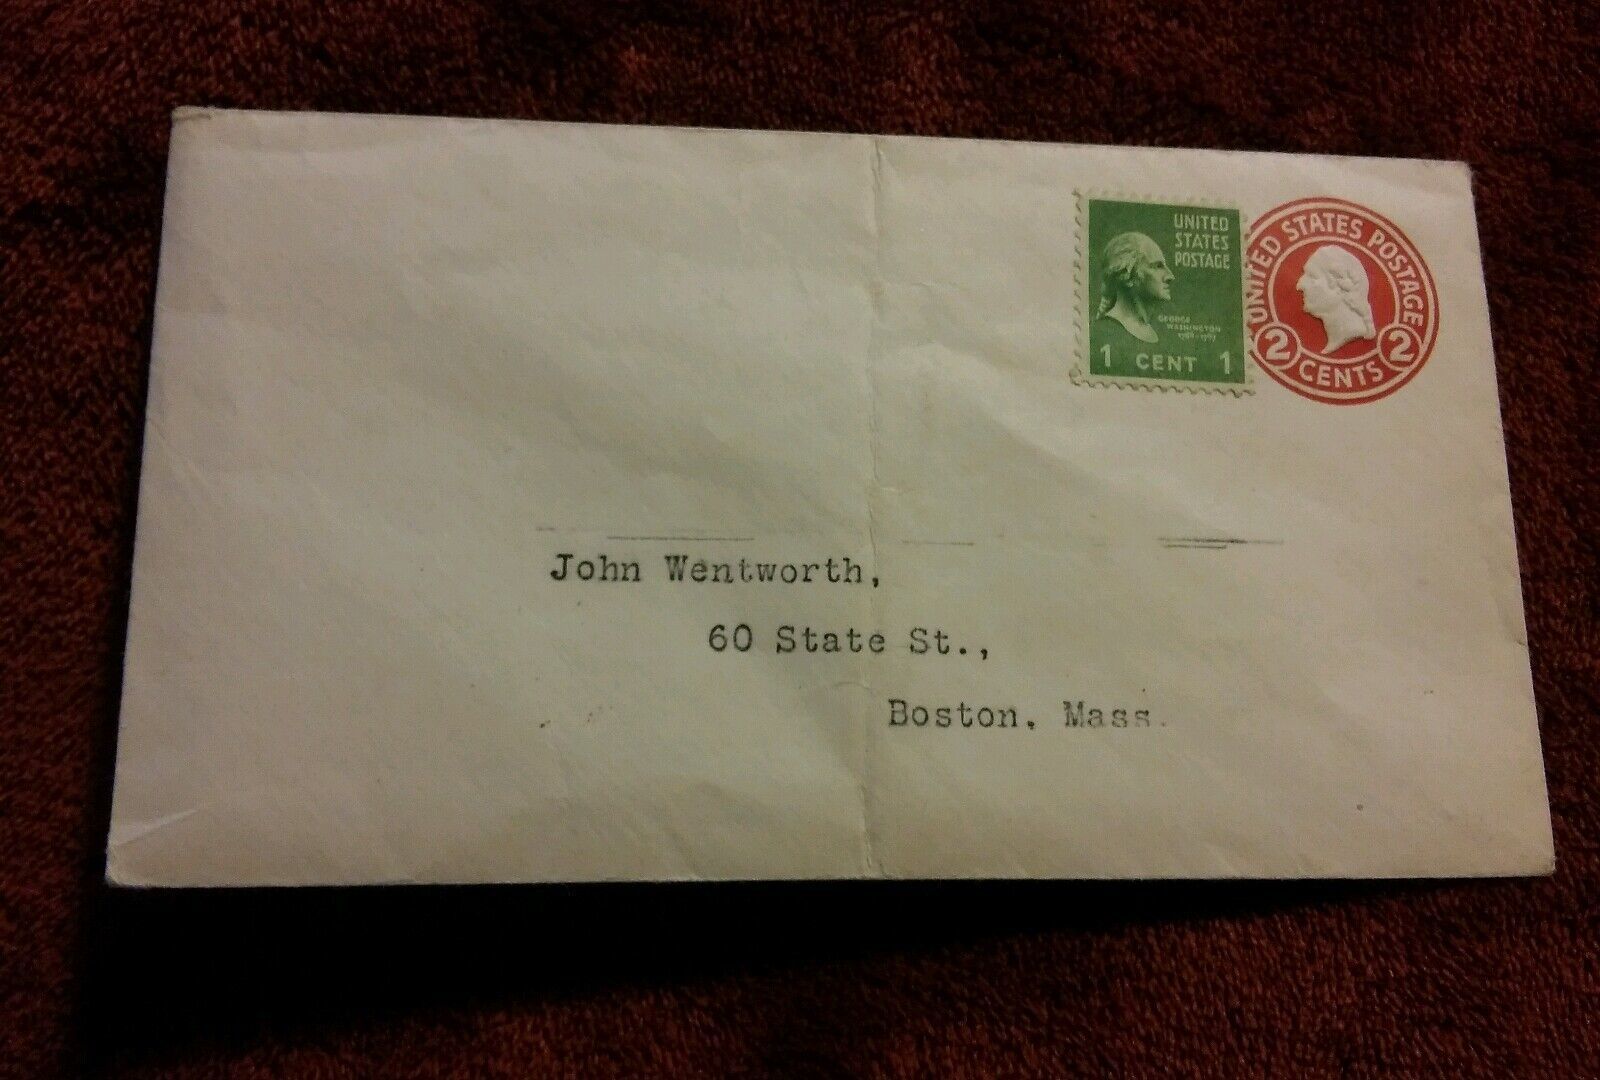 UNITED
STATES
POSTAGE
GEORGE
WASHINGTON
1 CENT 1
UNITED STATES POSTAGE
2 CENTS 2
John Wentworth,
60 State St.,
Boston, Mass.